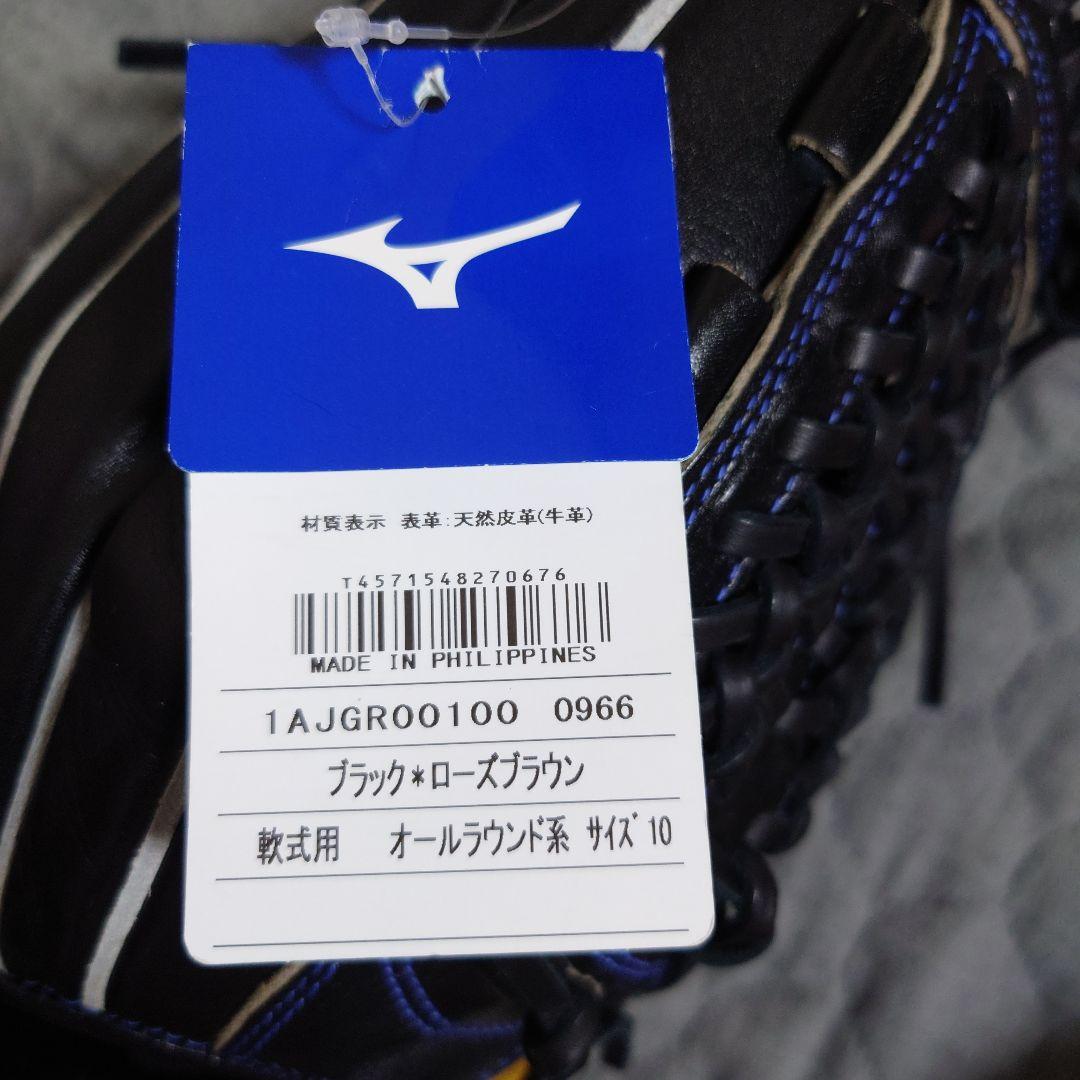 材質表示 表革:天然皮革(牛革)
T4571548270676
MADE IN PHILIPPINES
1AJGR00100 0966
ブラック*ローズブラウン
軟式用 オールラウンド系 サイズ10